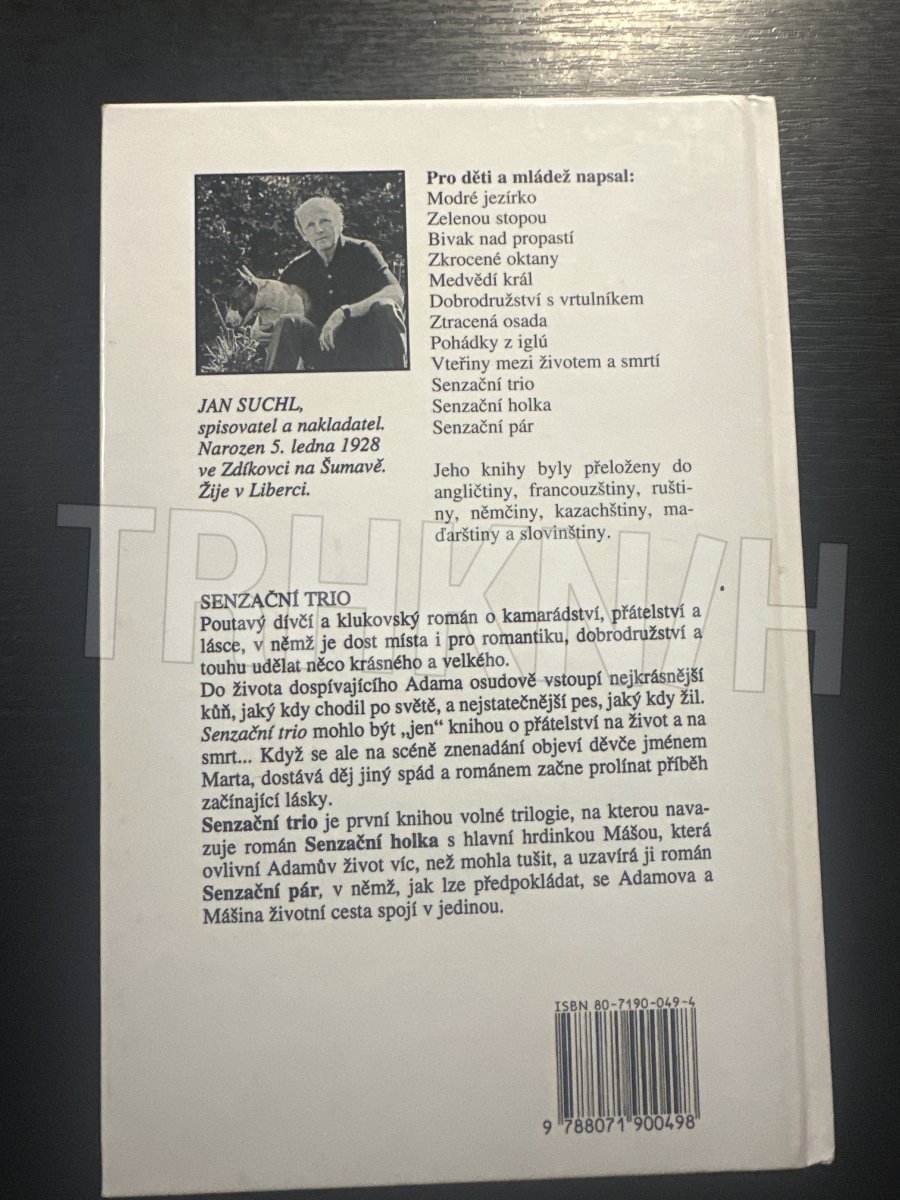 Pro děti a mládež napsal:
Modré jezírko
Zelenou stopou
Bivak nad propastí
Zkrocené oktany
Medvědí král
Dobrodružství s vrtulníkem
Ztracená osada
Pohádky z iglú
Vteřiny mezi životem a smrtí
Senzační trio
Senzační holka
Senzační pár
JAN SUCHL,
spisovatel a nakladatel.
Narozen 5. ledna 1928
ve Zdíkovci na Šumavě.
Žije v Liberci.
Jeho knihy byly přeloženy do
angličtiny, francouzštiny, rušti-
ny, němčiny, kazachštiny, ma-
ďarštiny a slovinštiny.
TRHKNIH
SENZAČNÍ TRIO
Poutavý dívčí a klukovský román o kamarádství, přátelství a
lásce, v němž je dost místa i pro romantiku, dobrodružství a
touhu udělat něco krásného a velkého.
Do života dospívajícího Adama osudově vstoupí nejkrásnější
kůň, jaký kdy chodil po světě, a nejstatečnější pes, jaký kdy žil.
Senzační trio mohlo být „jen“ knihou o přátelství na život a na
smrt... Když se ale na scéně znenadání objeví děvče jménem
Marta, dostává děj jiný spád a románem začne prolínat příběh
začínající lásky.
Senzační trio je první knihou volné trilogie, na kterou nava-
zuje román Senzační holka s hlavní hrdinkou Mášou, která
ovlivní Adamův život víc, než mohla tušit, a uzavírá ji román
Senzační pár, v němž, jak lze předpokládat, se Adamova a
Mášina životní cesta spojí v jedinou.
ISBN 80-7190-049-4
9 788071 900498